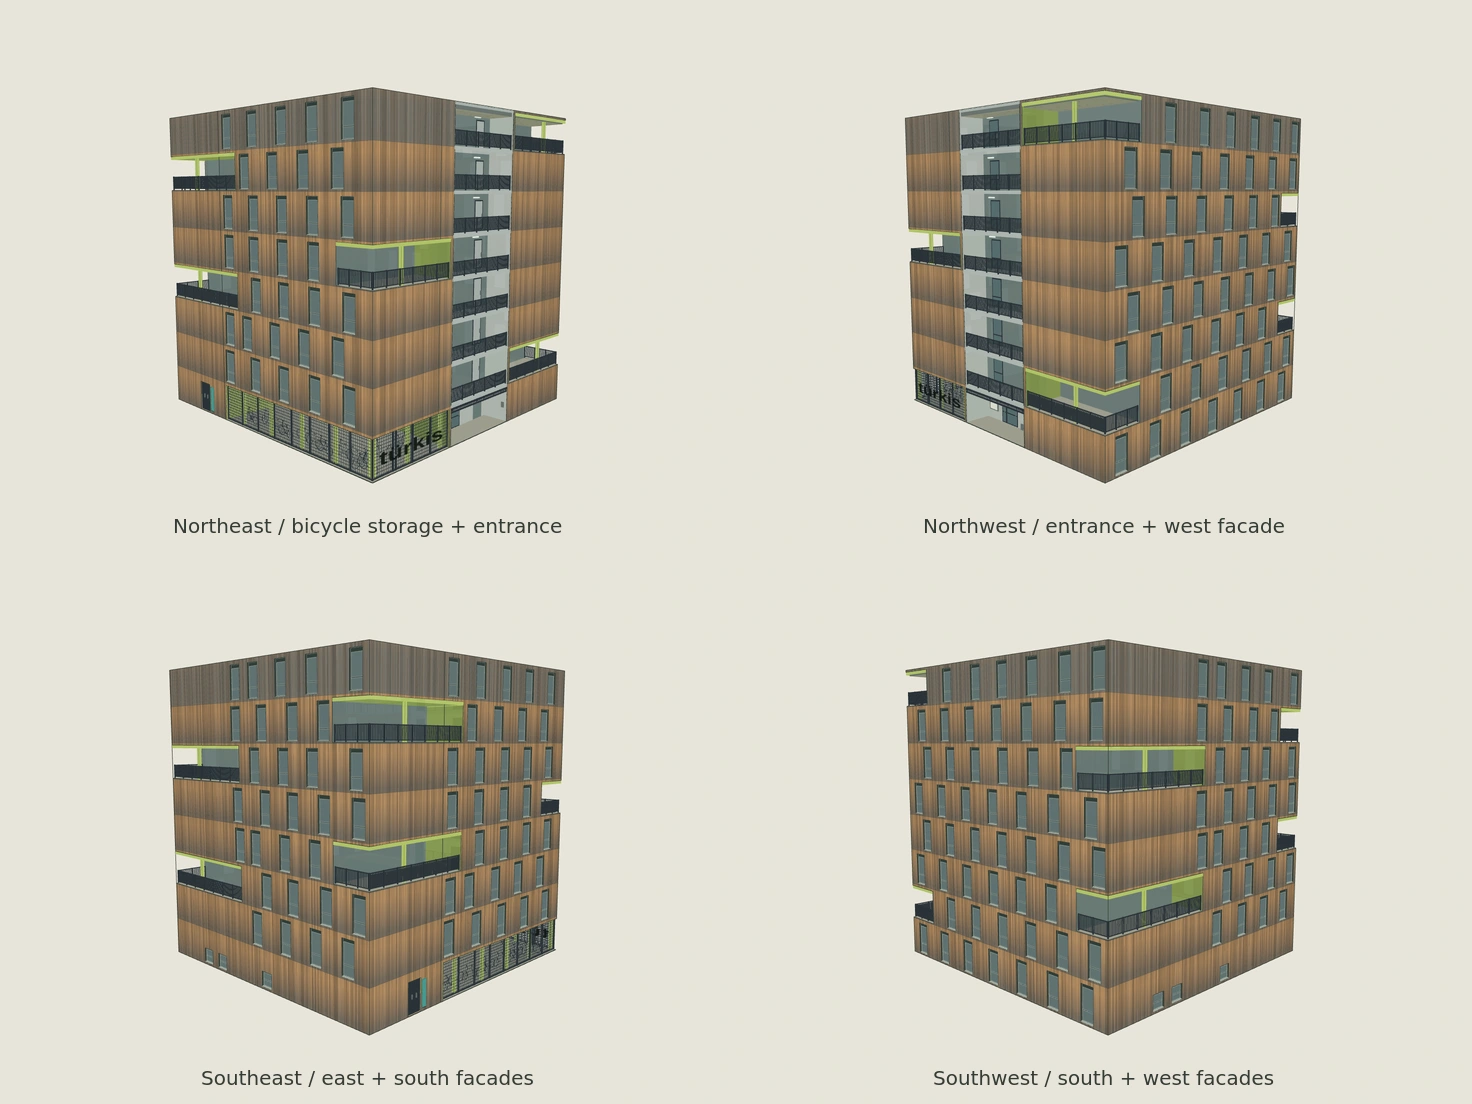 türkis
türkis
Northeast / bicycle storage + entrance
Northwest / entrance + west facade
Southeast / east + south facades
Southwest / south + west facades